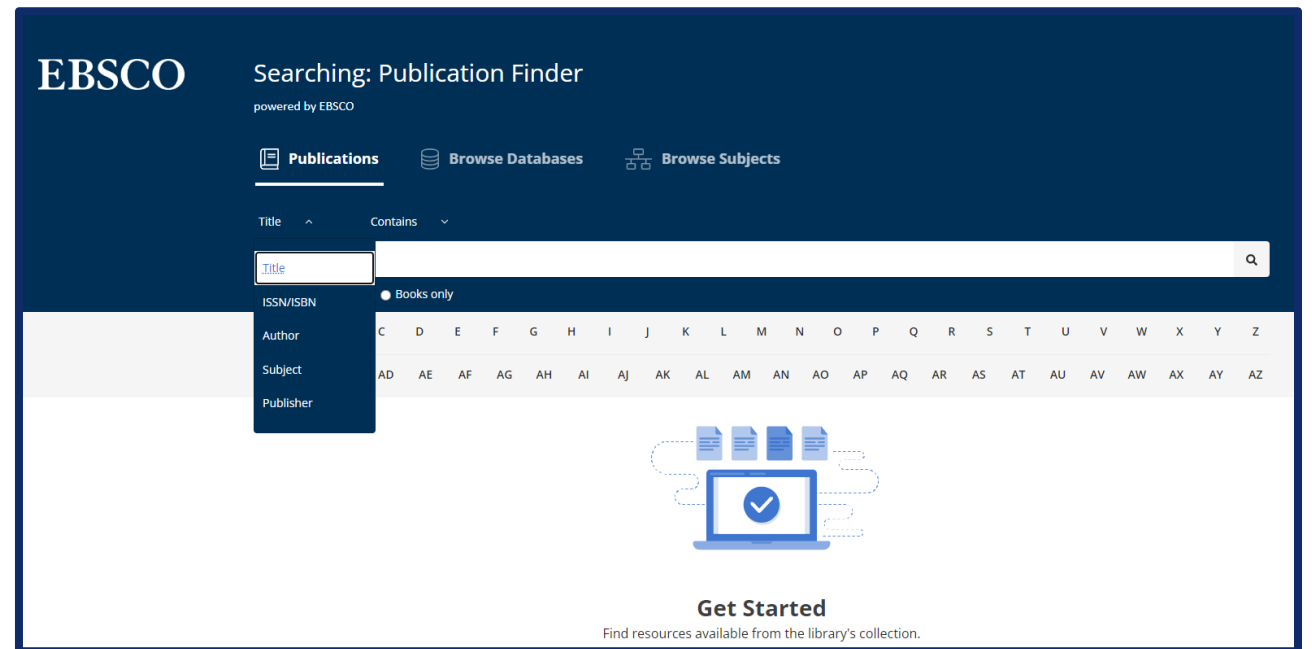 EBSCO
Searching: Publication Finder
powered by EBSCO
Publications Browse Databases Browse Subjects
Title Contains
Title
ISSN/ISBN
Author
Subject
Publisher
Books only
C D E F G H I J K L M N O P Q R S T U V W X Y Z
AD AE AF AG AH AI AJ AK AL AM AN AO AP AQ AR AS AT AU AV AW AX AY AZ
Get Started
Find resources available from the library's collection.